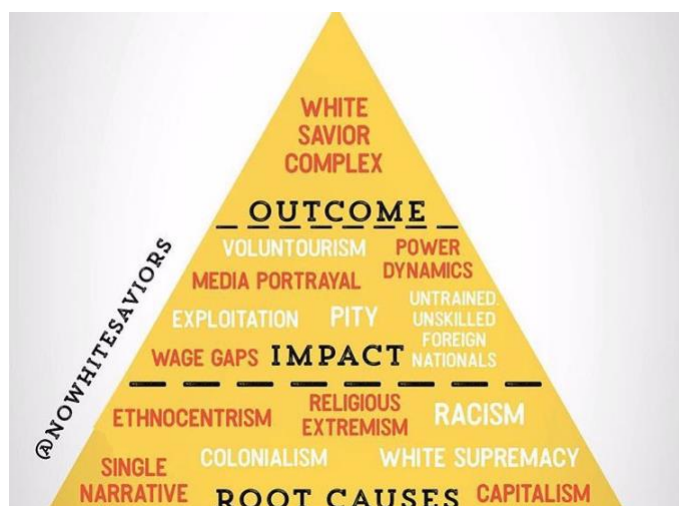 WHITE
SAVIOR
COMPLEX
OUTCOME
VOLUNTOURISM
POWER
DYNAMICS
MEDIA PORTRAYAL
EXPLOITATION
PITY
UNTRAINED,
UNSKILLED
FOREIGN
NATIONALS
WAGE GAPS
IMPACT
ETHNOCENTRISM
RELIGIOUS
EXTREMISM
RACISM
COLONIALISM
WHITE SUPREMACY
SINGLE
NARRATIVE
ROOT CAUSES
CAPITALISM
@NOWHITESAVIORS